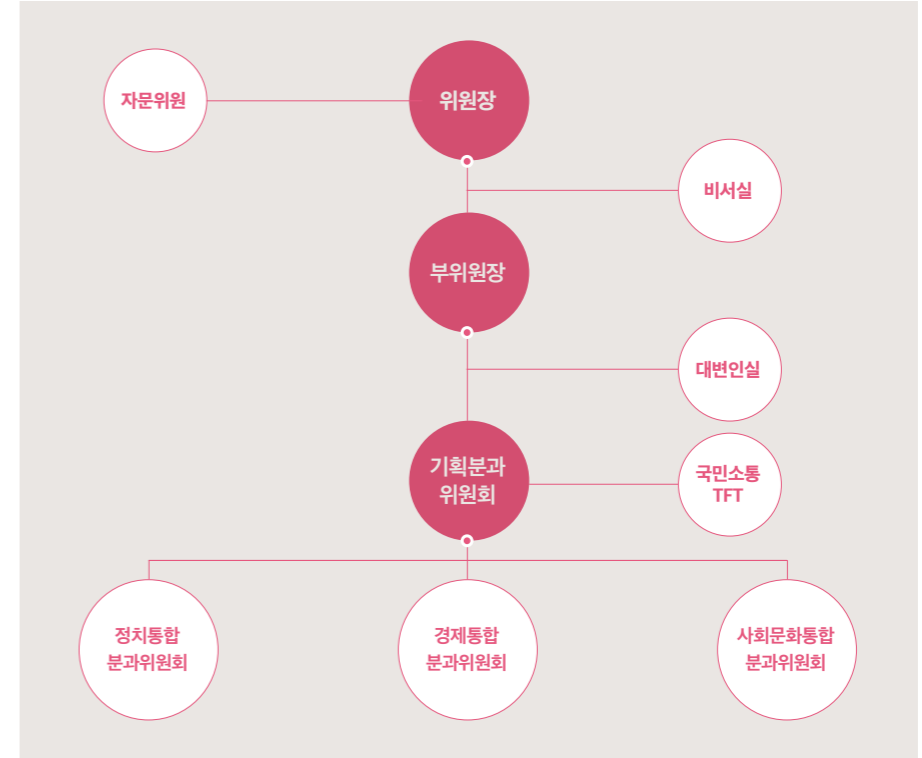 자문위원
위원장
비서실
부위원장
대변인실
기획분과
위원회
국민소통
TFT
정치통합
분과위원회
경제통합
분과위원회
사회문화통합
분과위원회